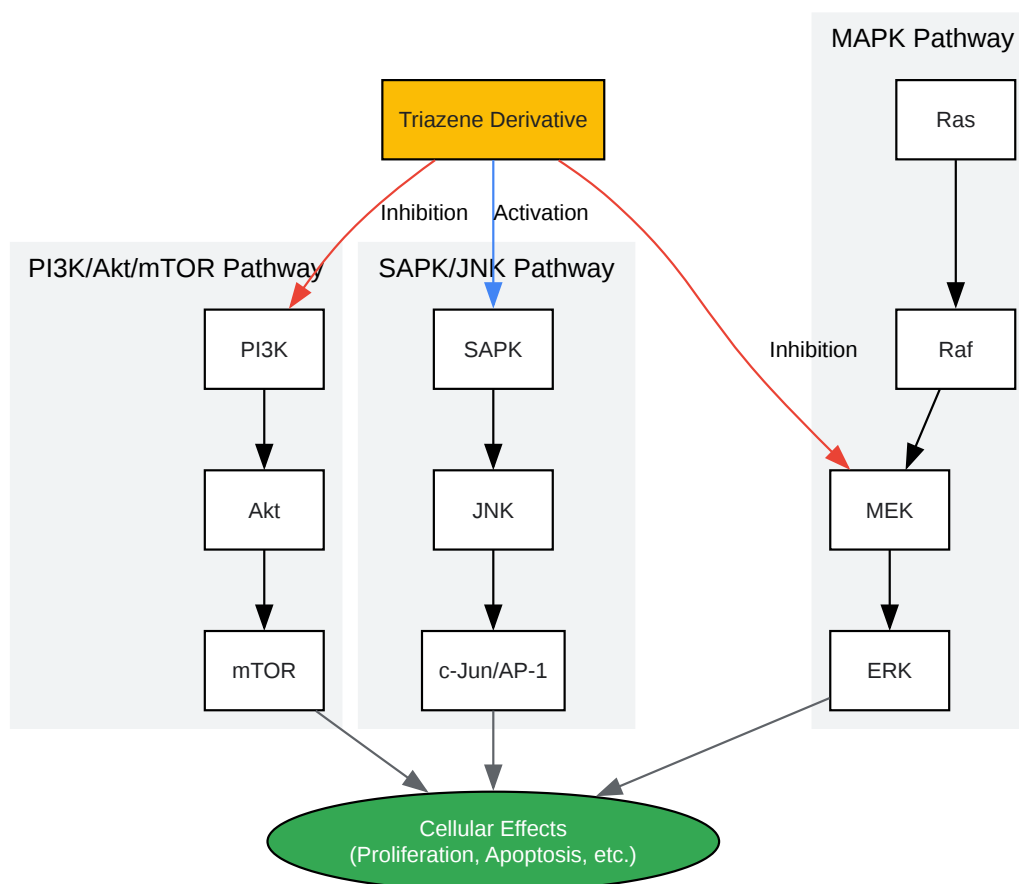 MAPK Pathway
Triazene Derivative
Ras
Inhibition
Activation
PI3K/Akt/mTOR Pathway
SAPK/JNK Pathway
PI3K
SAPK
Inhibition
Raf
Akt
JNK
MEK
mTOR
c-Jun/AP-1
ERK
Cellular Effects
(Proliferation, Apoptosis, etc.)